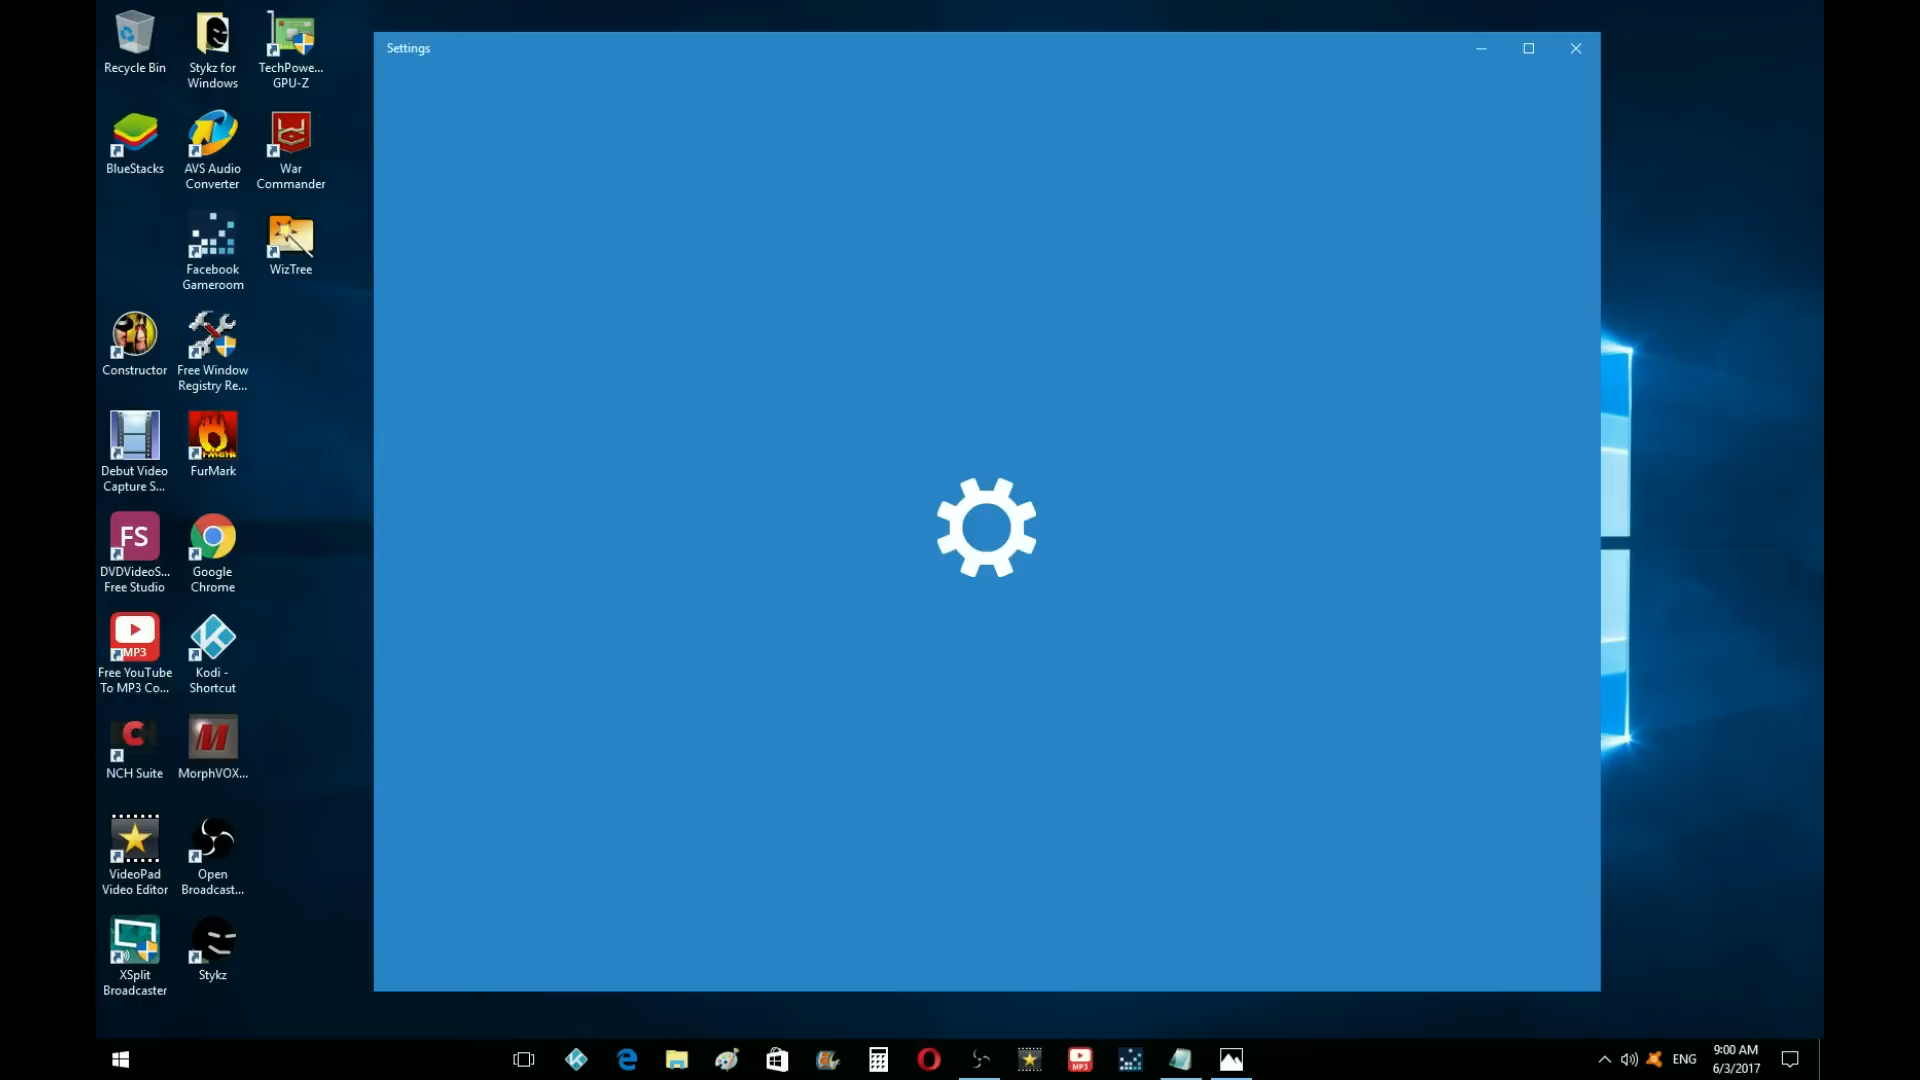 Settings
Recycle Bin
Stykz for
Windows
TechPowe...
GPU-Z
BlueStacks
AVS Audio
Converter
War
Commander
Facebook
Gameroom
WizTree
Constructor
Free Window
Registry Re...
Debut Video
Capture S...
FurMark
FS
DVDVideoS...
Free Studio
Google
Chrome
MP3
Free YouTube
To MP3 Co...
Kodi -
Shortcut
NCH Suite
M
MorphVOX...
VideoPad
Video Editor
Open
Broadcast...
XSplit
Broadcaster
Stykz
MP3
ENG
9:00 AM
6/3/2017